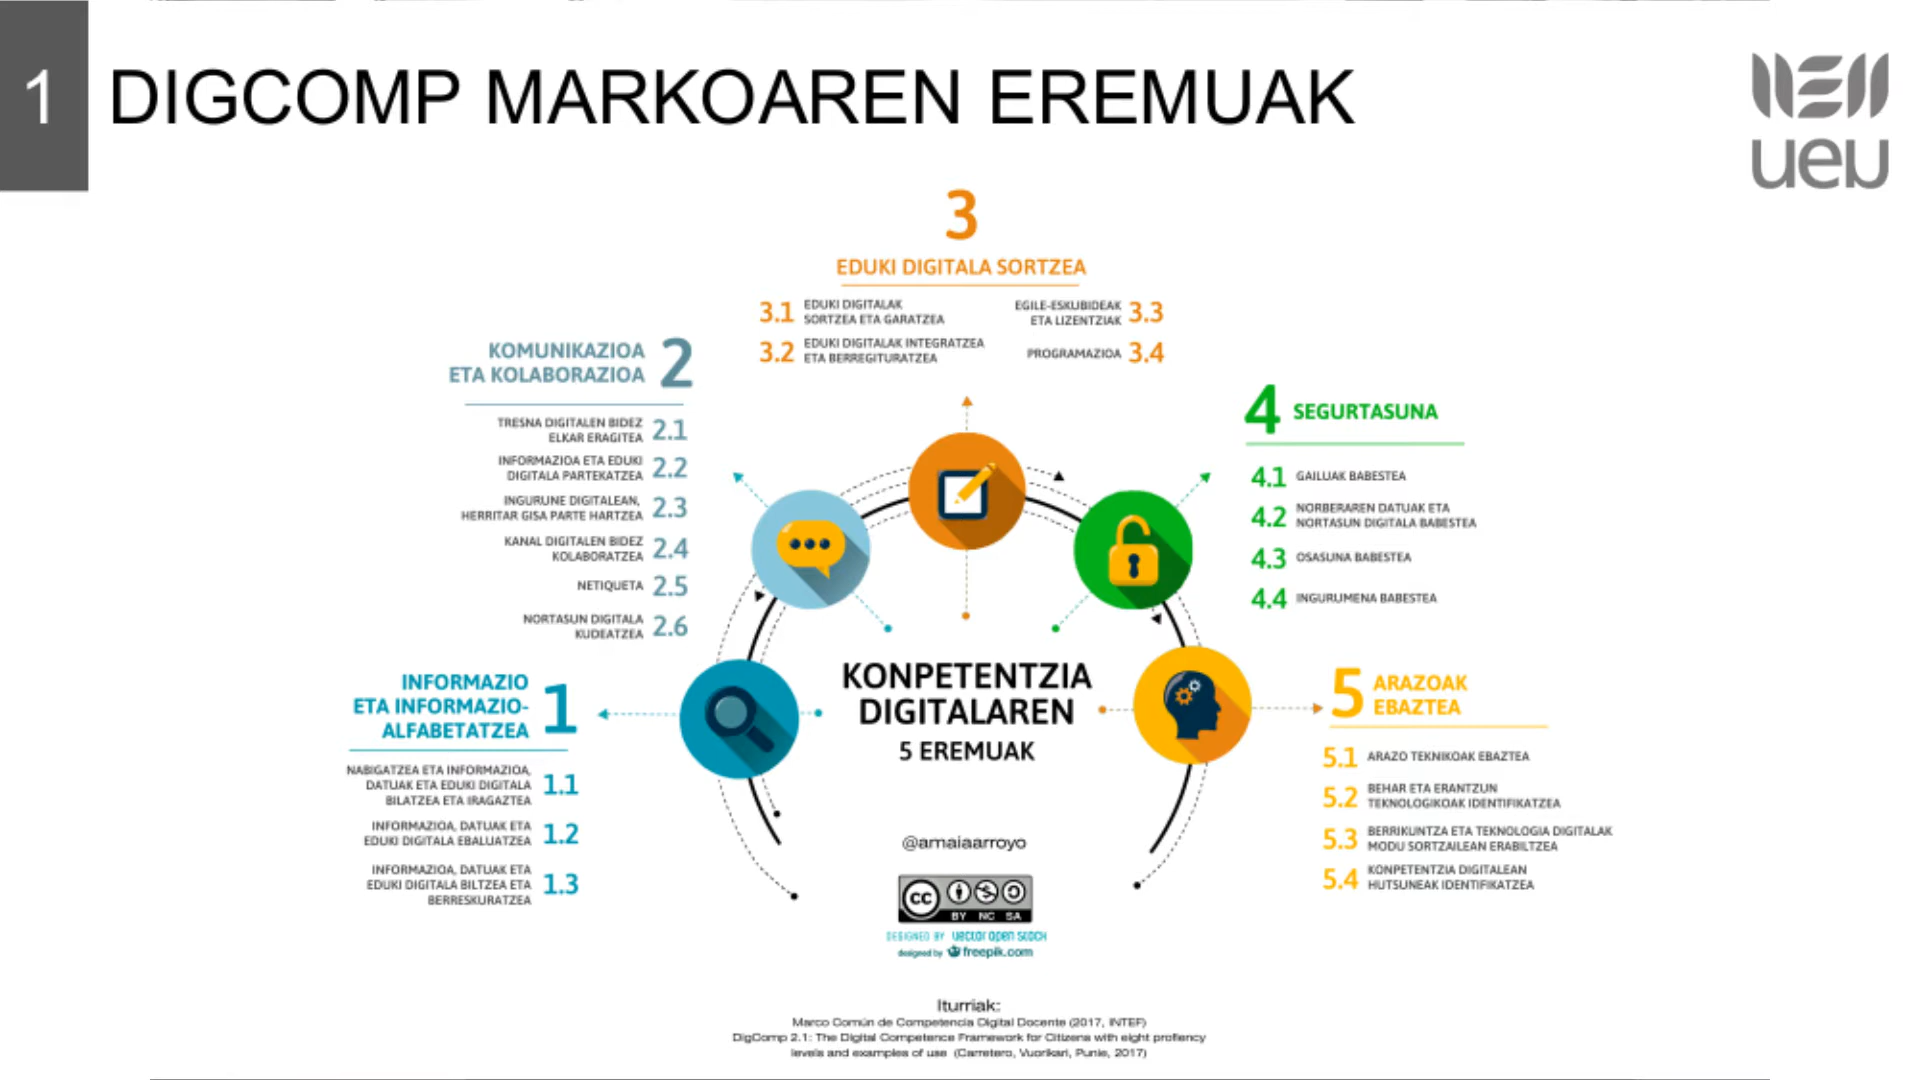 1
DIGCOMP MARKOAREN EREMUAK
ueu
3
EDUKI DIGITALA SORTZEA
3.1 EDUKI DIGITALAK
SORTZEA ETA GARATZEA
3.2 EDUKI DIGITALAK INTEGRATZEA
ETA BERREGITURATZEA
EGILE-ESKUBIDEAK 3.3
ETA LIZENTZIAK
PROGRAMAZIOA 3.4
KOMUNIKAZIOA 2
ETA KOLABORAZIOA
TRESNA DIGITALEN BIDEZ 2.1
ELKAR ERAGITEA
INFORMAZIOA ETA EDUKI 2.2
DIGITALA PARTEKATZEA
INGURUNE DIGITALEAN, 2.3
HERRITAR GISA PARTE HARTZEA
KANAL DIGITALEN BIDEZ 2.4
KOLABORATZEA
NETIQUETA 2.5
NORTASUN DIGITALA 2.6
KUDEATZEA
4 SEGURTASUNA
4.1 GAILUAK BABESTEA
4.2 NORBERAREN DATUAK ETA
NORTASUN DIGITALA BABESTEA
4.3 OSASUNA BABESTEA
4.4 INGURUMENA BABESTEA
INFORMAZIO
ETA INFORMAZIO- 1
ALFABETATZEA
NABIGATZEA ETA INFORMAZIOA,
DATUAK ETA EDUKI DIGITALA 1.1
BILATZEA ETA IRAGAZTEA
INFORMAZIOA, DATUAK ETA 1.2
EDUKI DIGITALA EBALUATZEA
INFORMAZIOA, DATUAK ETA
EDUKI DIGITALA BILTZEA ETA 1.3
BERRESKURATZEA
KONPETENTZIA
DIGITALAREN
5 EREMUAK
5 ARAZOAK
EBAZTEA
5.1 ARAZO TEKNIKOAK EBAZTEA
5.2 BEHAR ETA ERANTZUN
TEKNOLOGIKOAK IDENTIFIKATZEA
5.3 BERRIKUNTZA ETA TEKNOLOGIA DIGITALAK
MODU SORTZAILEAN ERABILTZEA
5.4 KONPETENTZIA DIGITALEAN
HUTSUNEAK IDENTIFIKATZEA
@amaiaarroyo
cc
BY NC SA
DESIGNED BY vector open stock
designed by freepik.com
Iturriak:
Marco Común de Competencia Digital Docente (2017, INTEF)
DigComp 2.1: The Digital Competence Framework for Citizens with eight profiency
levels and examples of use (Carretero, Vuorikari, Punie, 2017)